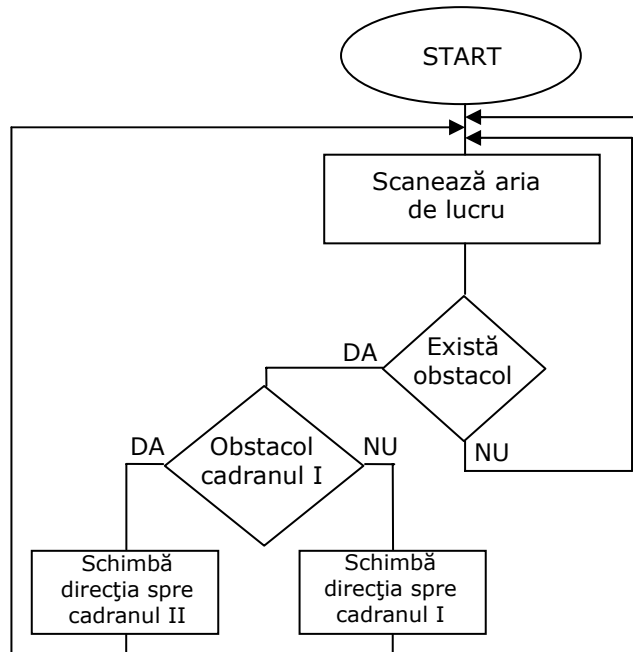 START
Scanează aria
de lucru
Există
obstacol
DA
NU
Obstacol
cadranul I
DA
NU
Schimbă
direcţia spre
cadranul II
Schimbă
direcţia spre
cadranul I